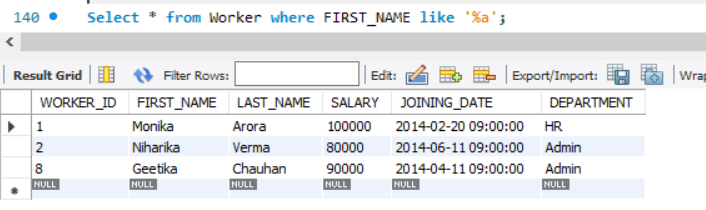 140 Select * from Worker where FIRST_NAME like '%a';
Result Grid Filter Rows: Edit: Export/Import: Wrap
WORKER_ID FIRST_NAME LAST_NAME SALARY JOINING_DATE DEPARTMENT
1 Monika Arora 100000 2014-02-20 09:00:00 HR
2 Niharika Verma 80000 2014-06-11 09:00:00 Admin
8 Geetika Chauhan 90000 2014-04-11 09:00:00 Admin
NULL NULL NULL NULL NULL NULL